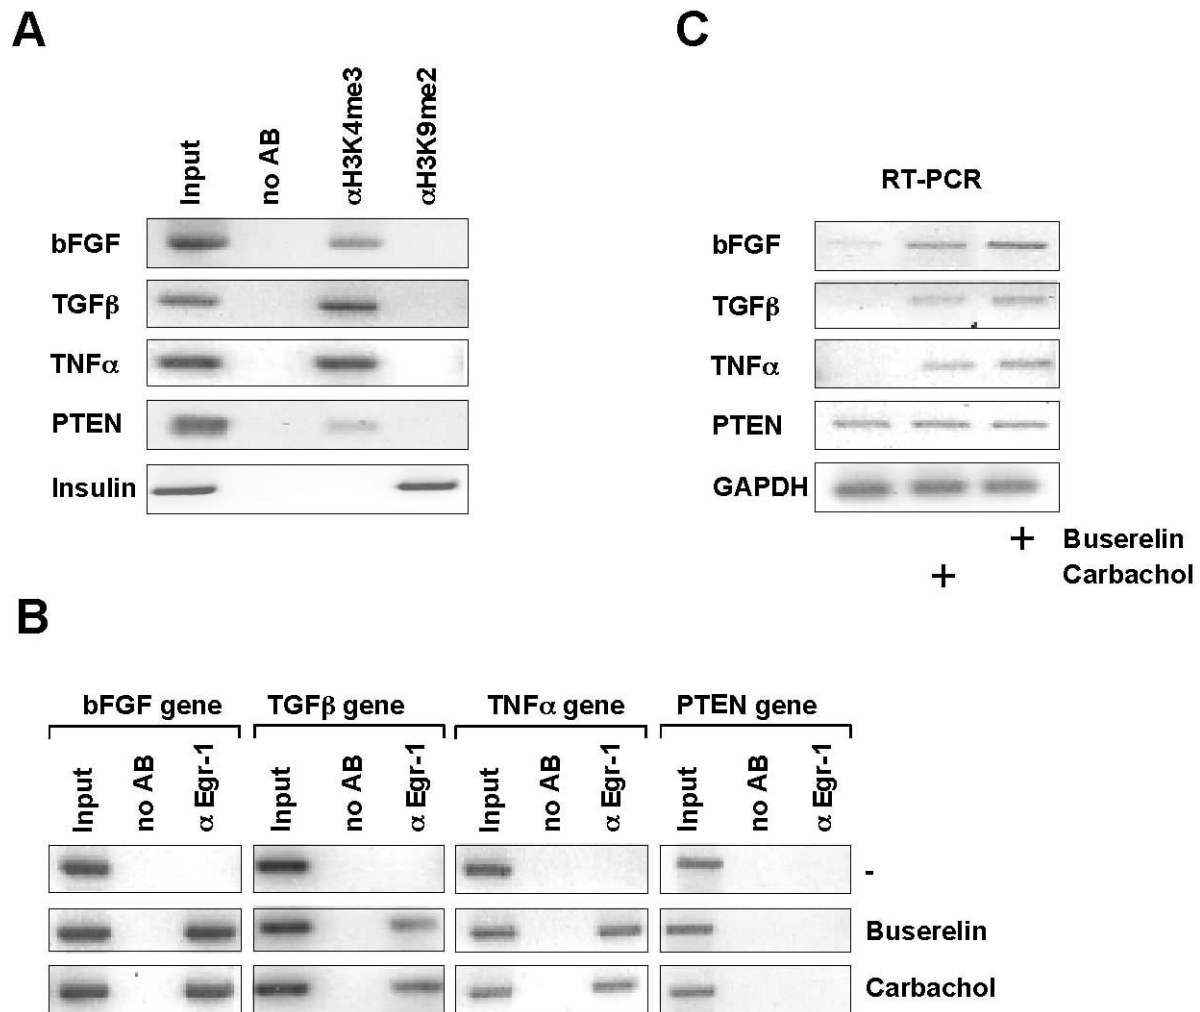 A
Input
no AB
αH3K4me3
αH3K9me2
bFGF
TGFβ
TNFα
PTEN
Insulin
C
RT-PCR
bFGF
TGFβ
TNFα
PTEN
GAPDH
+ Buserelin
+ Carbachol
B
bFGF gene
TGFβ gene
TNFα gene
PTEN gene
Input
no AB
α Egr-1
Input
no AB
α Egr-1
Input
no AB
α Egr-1
Input
no AB
α Egr-1
-
Buserelin
Carbachol